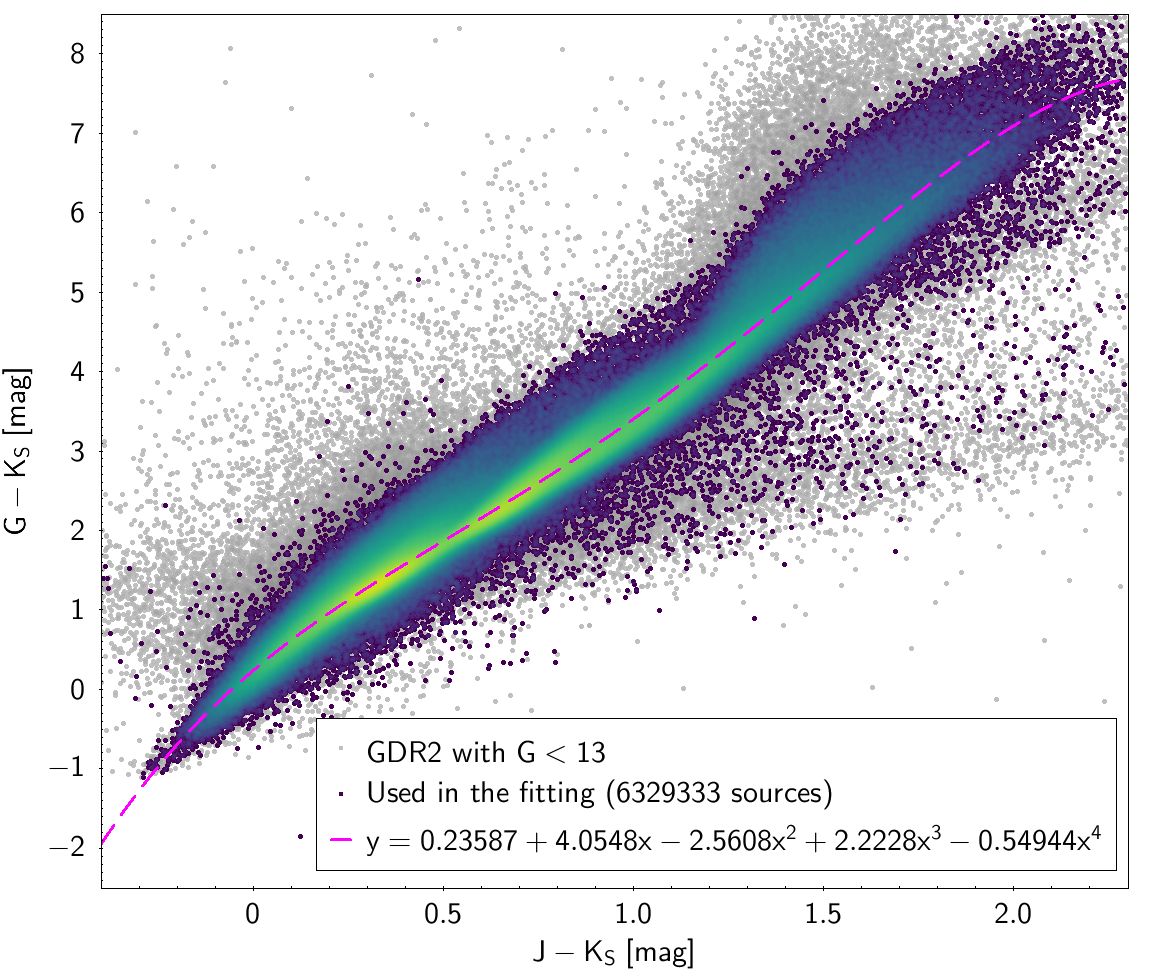 8
7
6
5
4
3
2
1
0
−1
−2
G − K_S [mag]
GDR2 with G < 13
Used in the fitting (6329333 sources)
y = 0.23587 + 4.0548x − 2.5608x² + 2.2228x³ − 0.54944x⁴
0 0.5 1.0 1.5 2.0
J − K_S [mag]